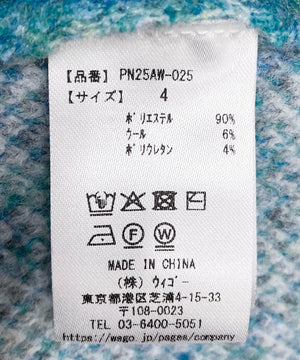 【品番】 PN25AW-025
【サイズ】 4
ポリエステル 90%
ウール 6%
ポリウレタン 4%
MADE IN CHINA
(株) ウィゴー
東京都港区芝浦4-15-33
〒108-0023
TEL 03-6400-5051
https://wego.jp/pages/company